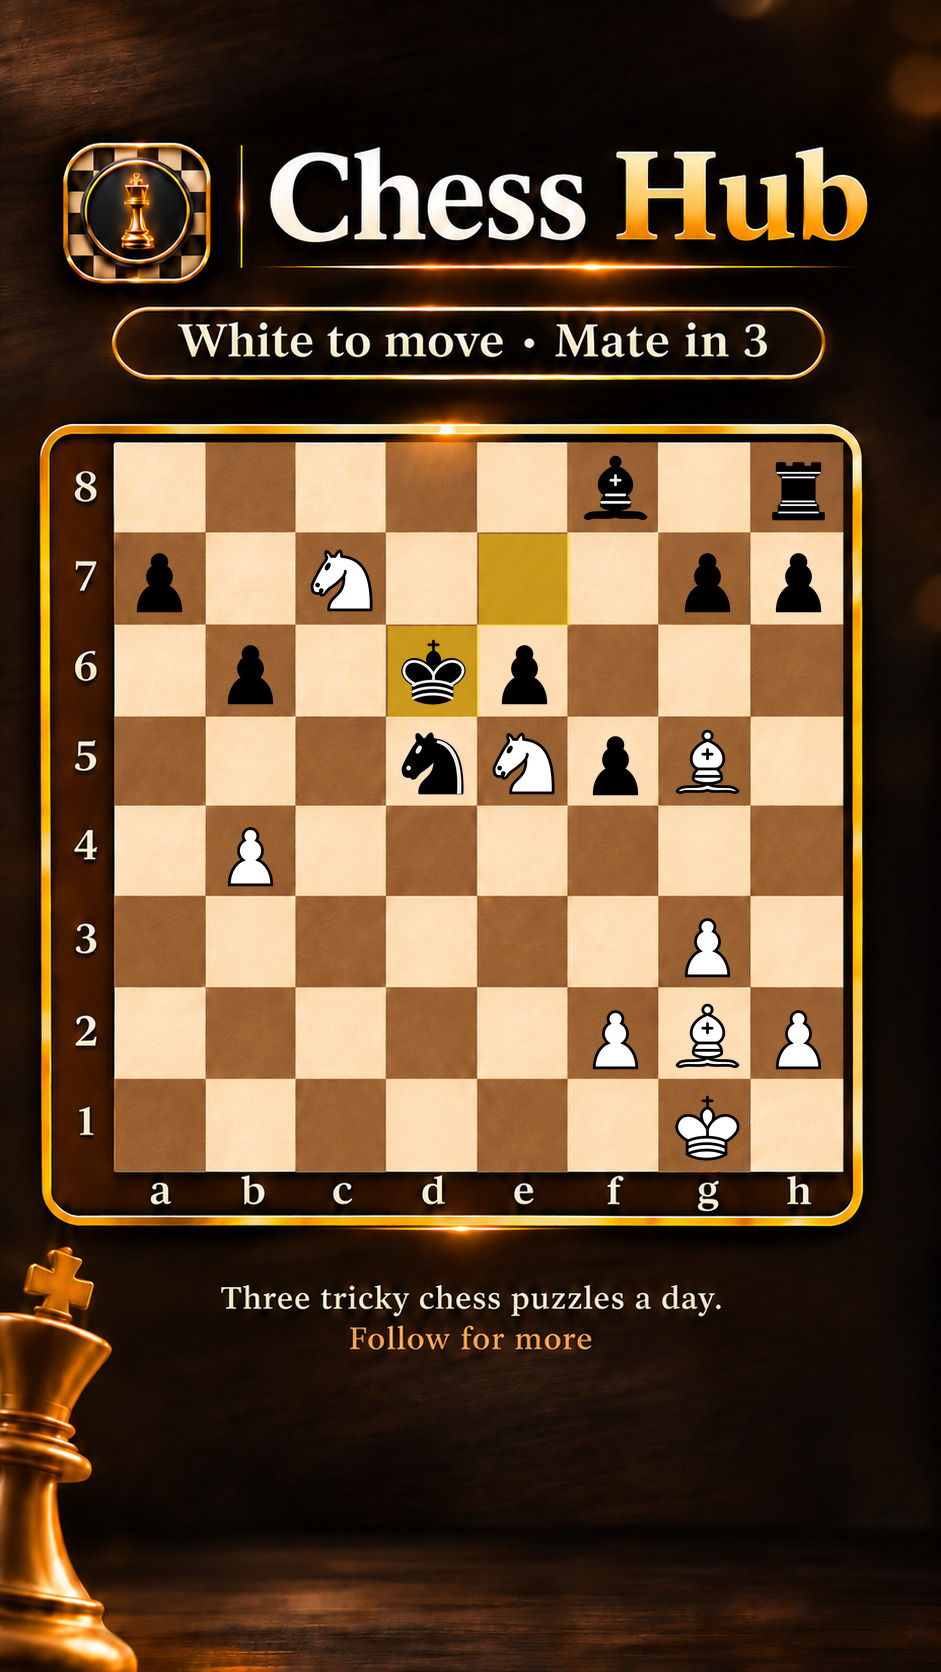 Chess Hub
White to move • Mate in 3
8
7
6
5
4
3
2
1
a b c d e f g h
Three tricky chess puzzles a day.
Follow for more